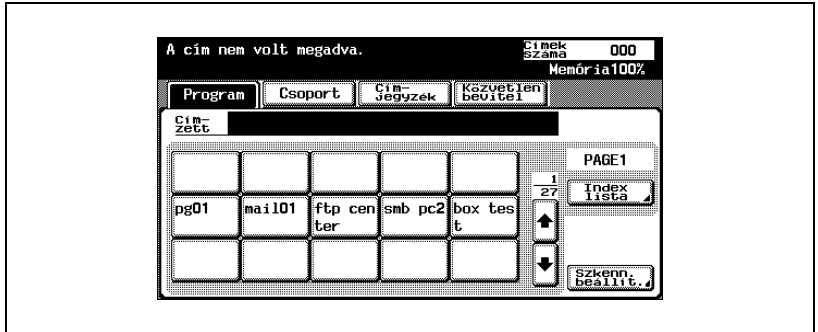 A cím nem volt megadva.
Címek
száma
000
Memória100%
Program
Csoport
Cím-
jegyzék
Közvetlen
bevitel
Cím-
zett
PAGE1
1
27
Index
lista
pg01
mail01
ftp cen
ter
smb pc2
box tes
t
Szkenn.
beállít.